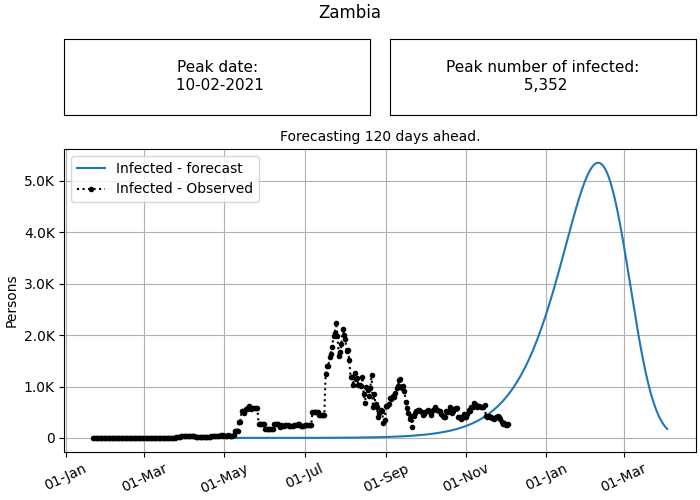 Zambia
Peak date:
10-02-2021
Peak number of infected:
5,352
Forecasting 120 days ahead.
Infected - forecast
Infected - Observed
Persons
5.0K
4.0K
3.0K
2.0K
1.0K
0
01-Jan
01-Mar
01-May
01-Jul
01-Sep
01-Nov
01-Jan
01-Mar